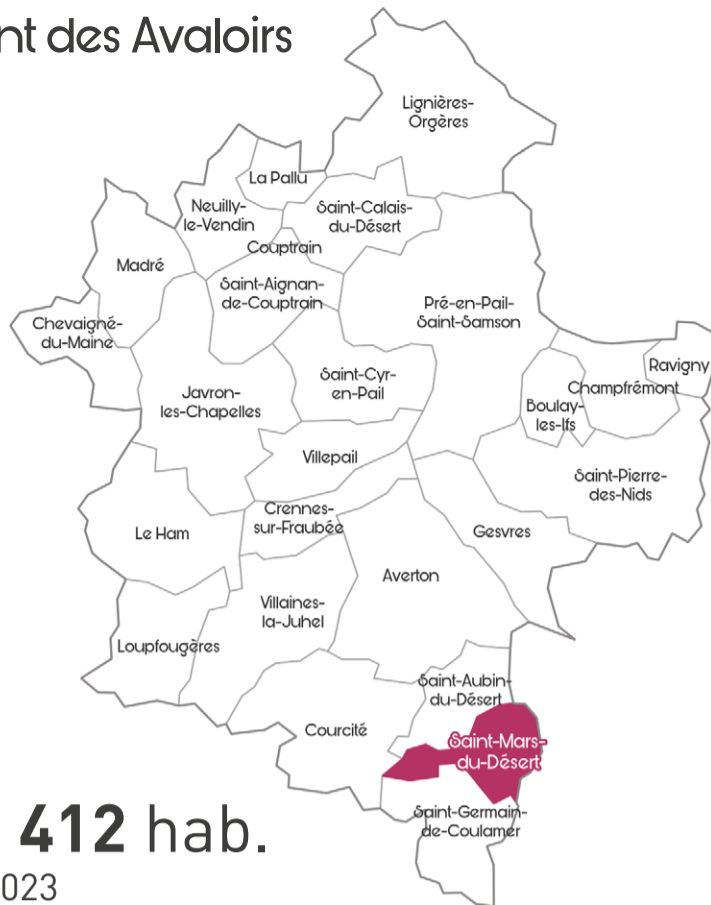 nt des Avaloirs
Lignières-
Orgères
La Pallu
Neuilly-
le-Vendin
Saint-Calais-
du-Désert
Couptrain
Madré
Saint-Aignan-
de-Couptrain
Pré-en-Pail-
Saint-Samson
Chevaigné-
du-Maine
Ravigny
Champfrémont
Boulay-
les-Ifs
Saint-Cyr-
en-Pail
Javron-
les-Chapelles
Villepail
Saint-Pierre-
des-Nids
Crennes-
sur-Fraubée
Le Ham
Gesvres
Averton
Villaines-
la-Juhel
Loupfougères
Saint-Aubin-
du-Désert
Courcité
Saint-Mars-
du-Désert
Saint-Germain-
de-Coulamer
412 hab.
023